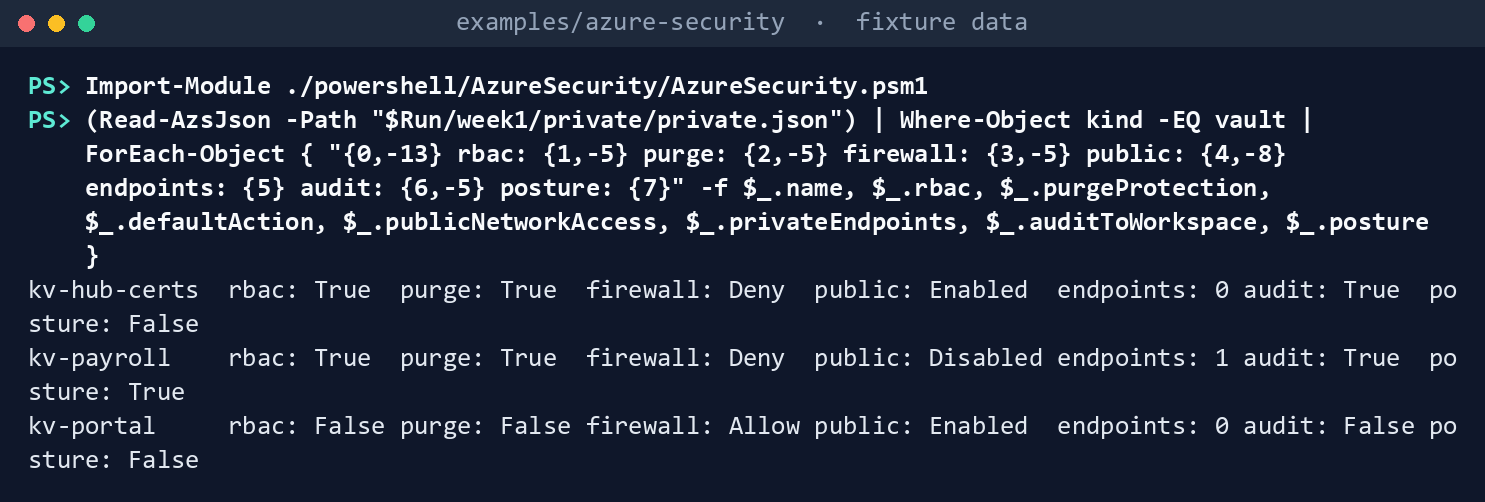 examples/azure-security · fixture data
PS> Import-Module ./powershell/AzureSecurity/AzureSecurity.psm1
PS> (Read-AzsJson -Path "$Run/week1/private/private.json") | Where-Object kind -EQ vault |
ForEach-Object { "{0,-13} rbac: {1,-5} purge: {2,-5} firewall: {3,-5} public: {4,-8}
endpoints: {5} audit: {6,-5} posture: {7}" -f $_.name, $_.rbac, $_.purgeProtection,
$_.defaultAction, $_.publicNetworkAccess, $_.privateEndpoints, $_.auditToWorkspace, $_.posture
}
kv-hub-certs  rbac: True  purge: True  firewall: Deny  public: Enabled  endpoints: 0 audit: True  po
sture: False
kv-payroll    rbac: True  purge: True  firewall: Deny  public: Disabled endpoints: 1 audit: True  po
sture: True
kv-portal     rbac: False purge: False firewall: Allow public: Enabled  endpoints: 0 audit: False po
sture: False